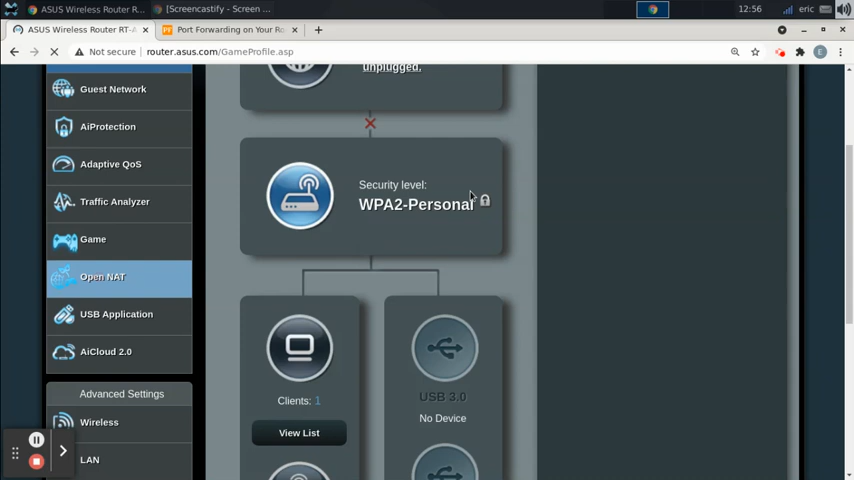 ASUS Wireless Router R...
[Screencastify - Screen ...
12:56
eric
ASUS Wireless Router RT-A
Port Forwarding on Your Ro
Not secure
router.asus.com/GameProfile.asp
E
unplugged.
Guest Network
AiProtection
Adaptive QoS
Traffic Analyzer
Game
Open NAT
USB Application
AiCloud 2.0
Advanced Settings
Wireless
LAN
Security level:
WPA2-Personal
Clients: 1
View List
USB 3.0
No Device